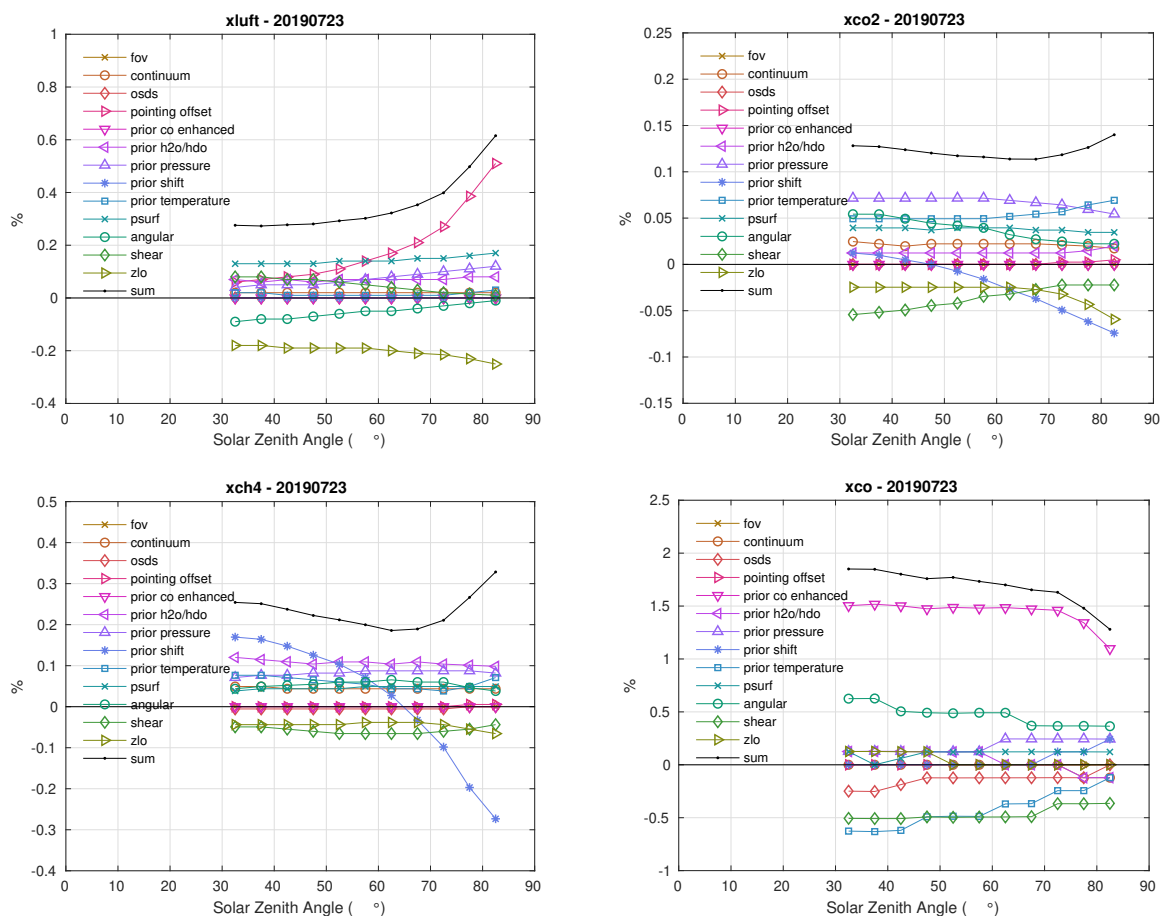 xluft - 20190723
1
0.8
0.6
0.4
0.2
0
-0.2
-0.4
%
fov
continuum
osds
pointing offset
prior co enhanced
prior h2o/hdo
prior pressure
prior shift
prior temperature
psurf
angular
shear
zlo
sum
0 10 20 30 40 50 60 70 80 90
Solar Zenith Angle ( °)
xco2 - 20190723
0.25
0.2
0.15
0.1
0.05
0
-0.05
-0.1
-0.15
%
fov
continuum
osds
pointing offset
prior co enhanced
prior h2o/hdo
prior pressure
prior shift
prior temperature
psurf
angular
shear
zlo
sum
0 10 20 30 40 50 60 70 80 90
Solar Zenith Angle ( °)
xch4 - 20190723
0.5
0.4
0.3
0.2
0.1
0
-0.1
-0.2
-0.3
-0.4
%
fov
continuum
osds
pointing offset
prior co enhanced
prior h2o/hdo
prior pressure
prior shift
prior temperature
psurf
angular
shear
zlo
sum
0 10 20 30 40 50 60 70 80 90
Solar Zenith Angle ( °)
xco - 20190723
2.5
2
1.5
1
0.5
0
-0.5
-1
%
fov
continuum
osds
pointing offset
prior co enhanced
prior h2o/hdo
prior pressure
prior shift
prior temperature
psurf
angular
shear
zlo
sum
0 10 20 30 40 50 60 70 80 90
Solar Zenith Angle ( °)